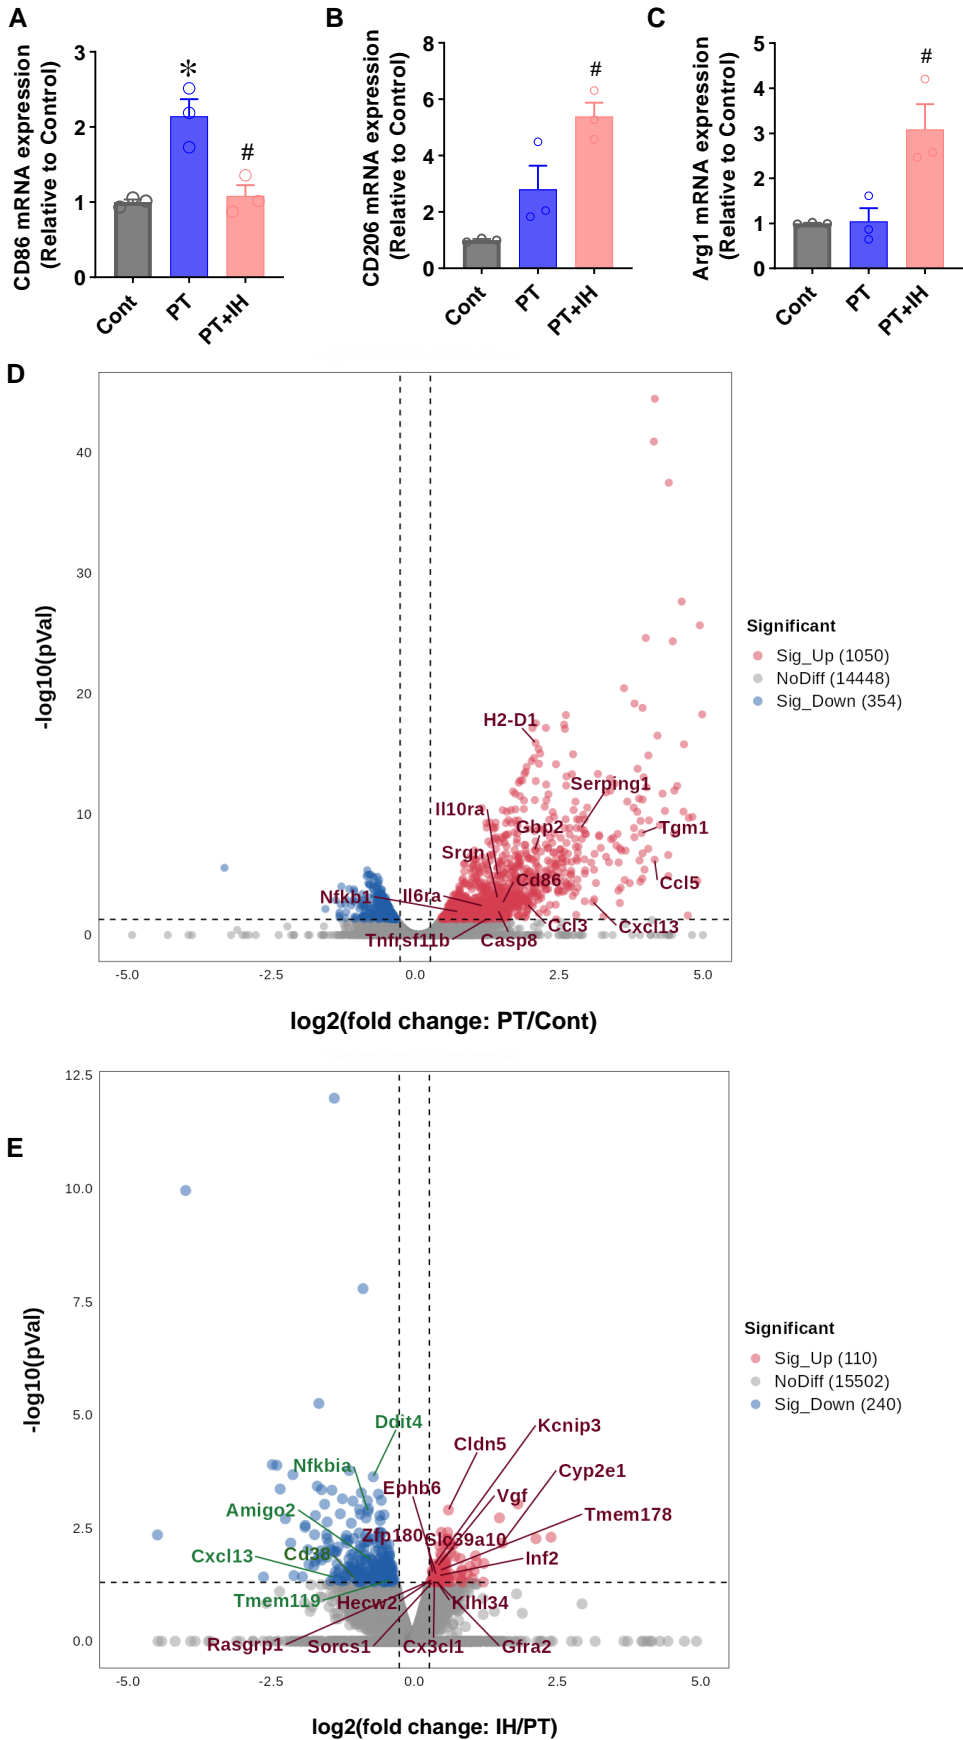 A
CD86 mRNA expression
(Relative to Control)
3
2
1
0
*
#
Cont
PT
PT+IH
B
CD206 mRNA expression
(Relative to Control)
8
6
4
2
0
#
Cont
PT
PT+IH
C
Arg1 mRNA expression
(Relative to Control)
5
4
3
2
1
0
#
Cont
PT
PT+IH
D
-log10(pVal)
40
30
20
10
0
H2-D1
Serping1
Il10ra
Gbp2
Tgm1
Srgn
Cd86
Ccl5
Nfkb1
Il6ra
Ccl3
Cxcl13
Tnfrsf11b
Casp8
-5.0
-2.5
0.0
2.5
5.0
log2(fold change: PT/Cont)
Significant
Sig_Up (1050)
NoDiff (14448)
Sig_Down (354)
E
-log10(pVal)
12.5
10.0
7.5
5.0
2.5
0.0
Ddit4
Kcnip3
Cldn5
Nfkbia
Cyp2e1
Ephb6
Vgf
Amigo2
Tmem178
Zfp180
Slc39a10
Cxcl13
Cd38
Inf2
Tmem119
Hecw2
Klhl34
Rasgrp1
Sorcs1
Cx3cl1
Gfra2
-5.0
-2.5
0.0
2.5
5.0
log2(fold change: IH/PT)
Significant
Sig_Up (110)
NoDiff (15502)
Sig_Down (240)